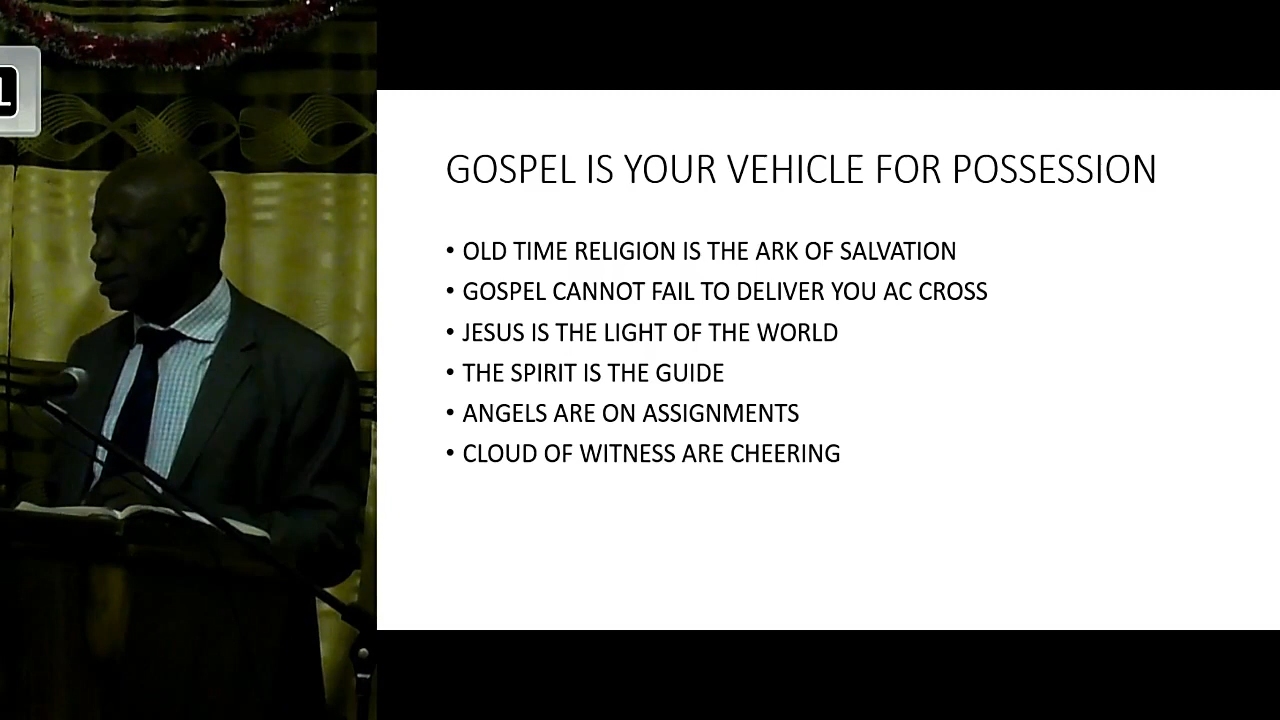 GOSPEL IS YOUR VEHICLE FOR POSSESSION
• OLD TIME RELIGION IS THE ARK OF SALVATION
• GOSPEL CANNOT FAIL TO DELIVER YOU AC CROSS
• JESUS IS THE LIGHT OF THE WORLD
• THE SPIRIT IS THE GUIDE
• ANGELS ARE ON ASSIGNMENTS
• CLOUD OF WITNESS ARE CHEERING